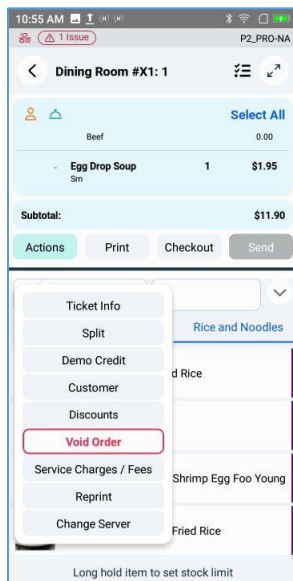 10:55 AM
1 Issue
P2_PRO-NA
Dining Room #X1: 1
Select All
Beef 0.00
- Egg Drop Soup 1 $1.95
Sm
Subtotal: $11.90
Actions Print Checkout Send
Ticket Info
Split
Rice and Noodles
Demo Credit
d Rice
Customer
Discounts
Void Order
Service Charges / Fees
Shrimp Egg Foo Young
Reprint
Change Server
Fried Rice
Long hold item to set stock limit